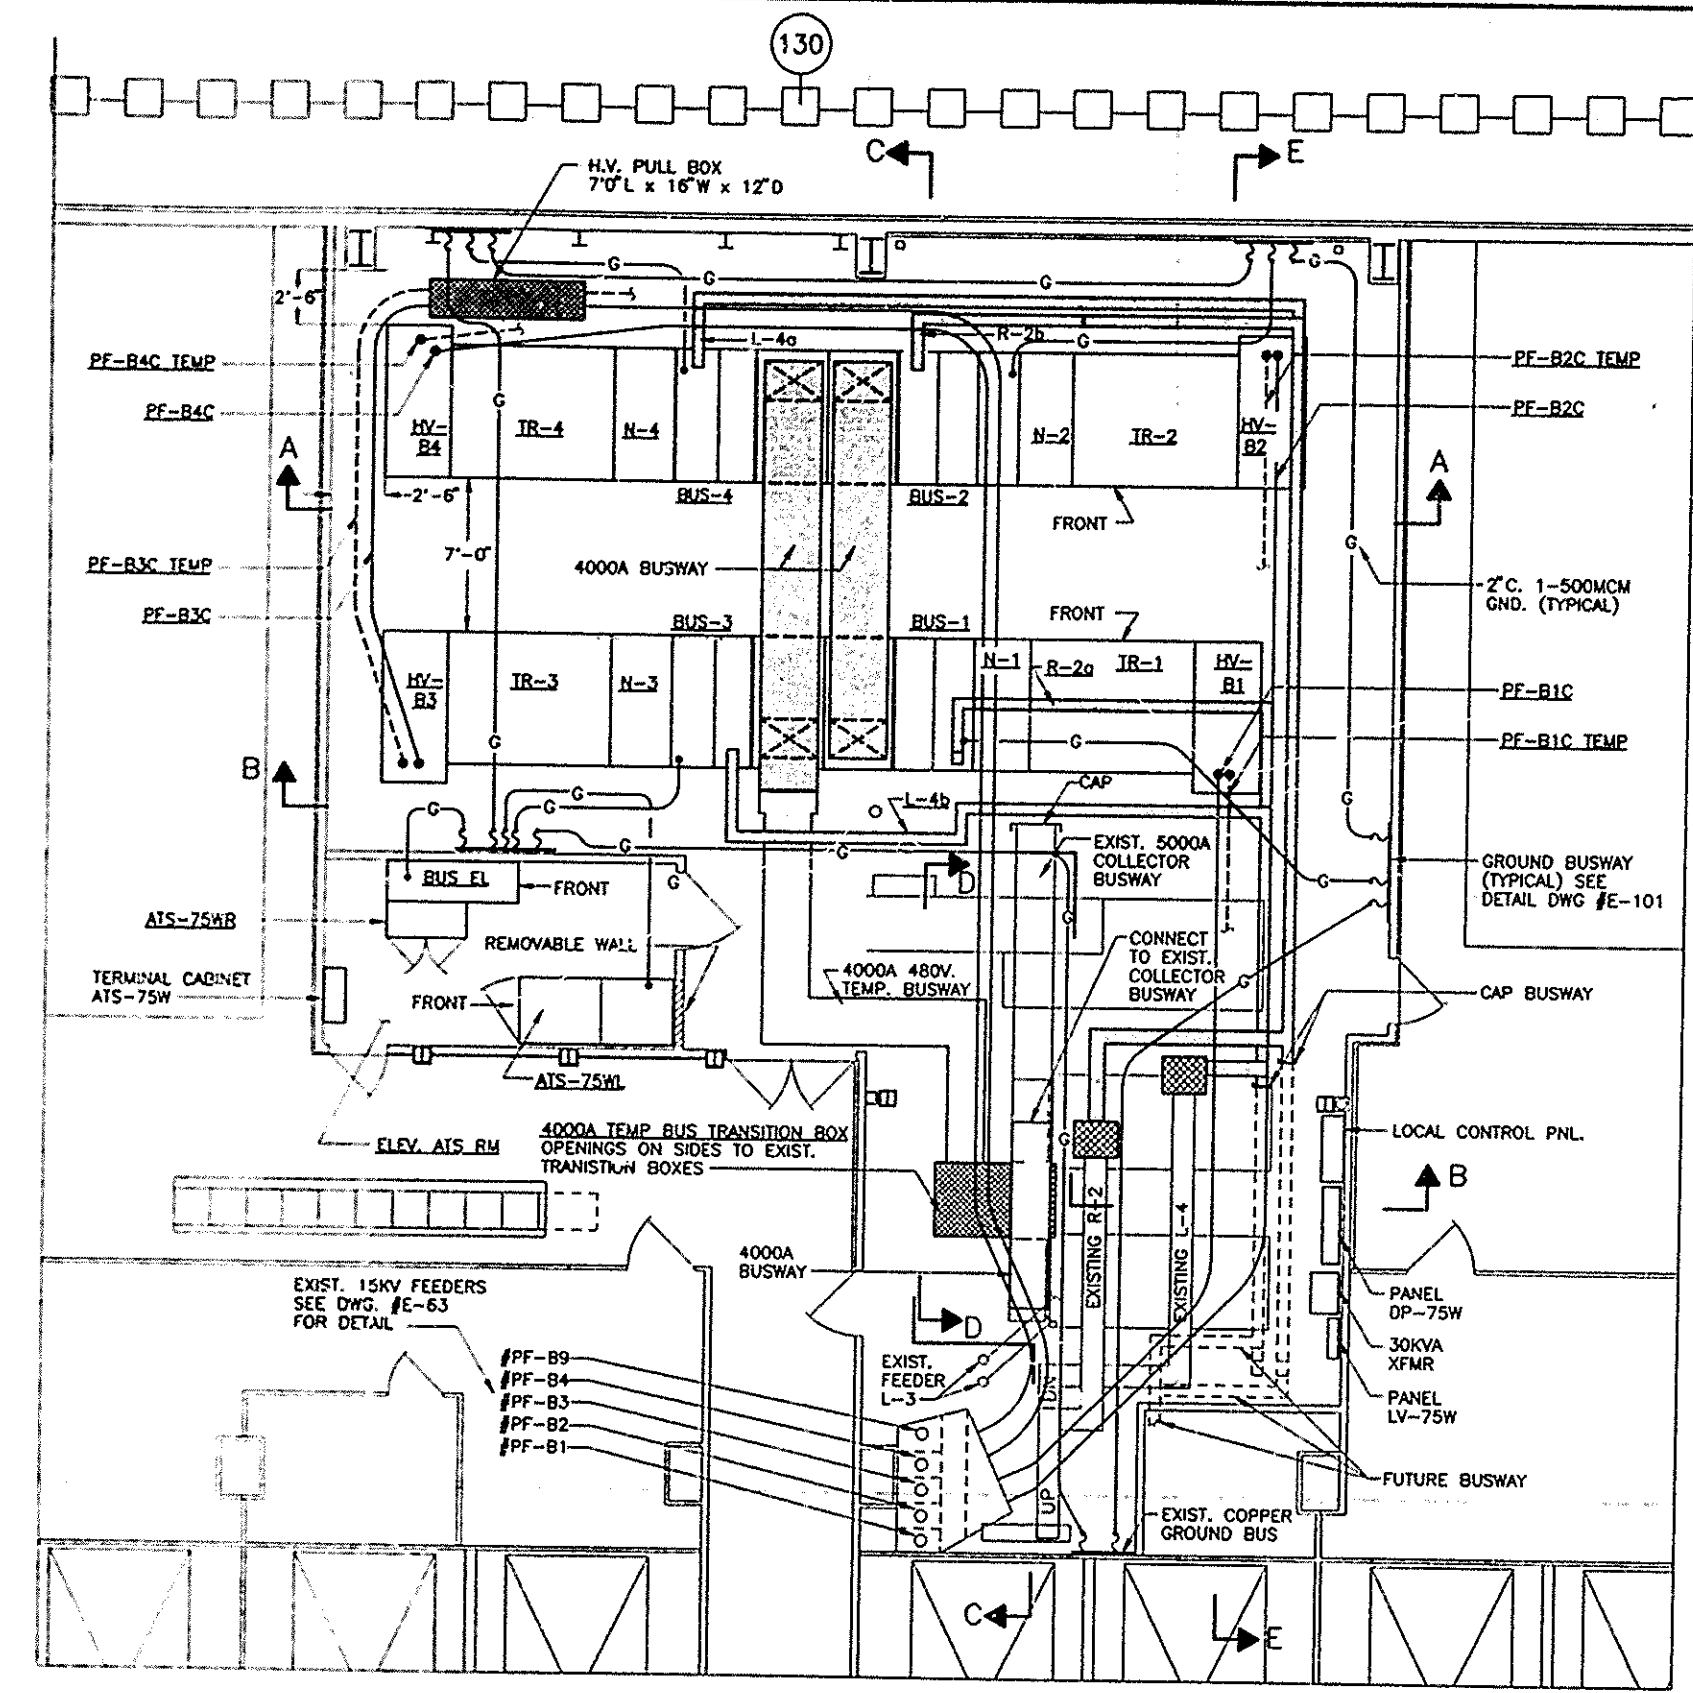 130
C
E
H.V. PULL BOX
7'0"L x 16"W x 12"D
G
G
G
G
2'-6"
L-4a
R-2b
G
PF-B4C TEMP
PF-B2C TEMP
PF-B4C
PF-B2C
G
HV-
B4
TR-4
N-4
N-2
TR-2
HV-
B2
A
A
2'-6"
BUS-4
BUS-2
FRONT
G
7'-0"
PF-B3C TEMP
4000A BUSWAY
2"C. 1-500MCM
GND. (TYPICAL)
PF-B3C
BUS-3
BUS-1
FRONT
HV-
B3
TR-3
N-3
N-1
R-2a
TR-1
HV-
B1
PF-B1C
G
G
PF-B1C TEMP
B
CAP
G
G
G
L-4b
G
EXIST. 5000A
COLLECTOR
BUSWAY
G
G
D
GROUND BUSWAY
(TYPICAL) SEE
DETAIL DWG #E-101
BUS EL
FRONT
G
G
ATS-75WR
G
REMOVABLE WALL
CONNECT
TO EXIST.
COLLECTOR
BUSWAY
TERMINAL CABINET
ATS-75W
4000A 480V.
TEMP. BUSWAY
G
FRONT
CAP BUSWAY
ATS-75WL
4000A TEMP BUS TRANSITION BOX
OPENINGS ON SIDES TO EXIST.
TRANISTION BOXES
G
LOCAL CONTROL PNL.
ELEV. ATS RM
B
EXISTING R-2
EXISTING L-4
4000A
BUSWAY
EXIST. 15KV FEEDERS
SEE DWG. #E-63
FOR DETAIL
PANEL
DP-75W
D
30KVA
XFMR
#PF-B9
#PF-B4
#PF-B3
#PF-B2
#PF-B1
EXIST.
FEEDER
L-3
DN
PANEL
LV-75W
FUTURE BUSWAY
UP
EXIST. COPPER
GROUND BUS
C
E